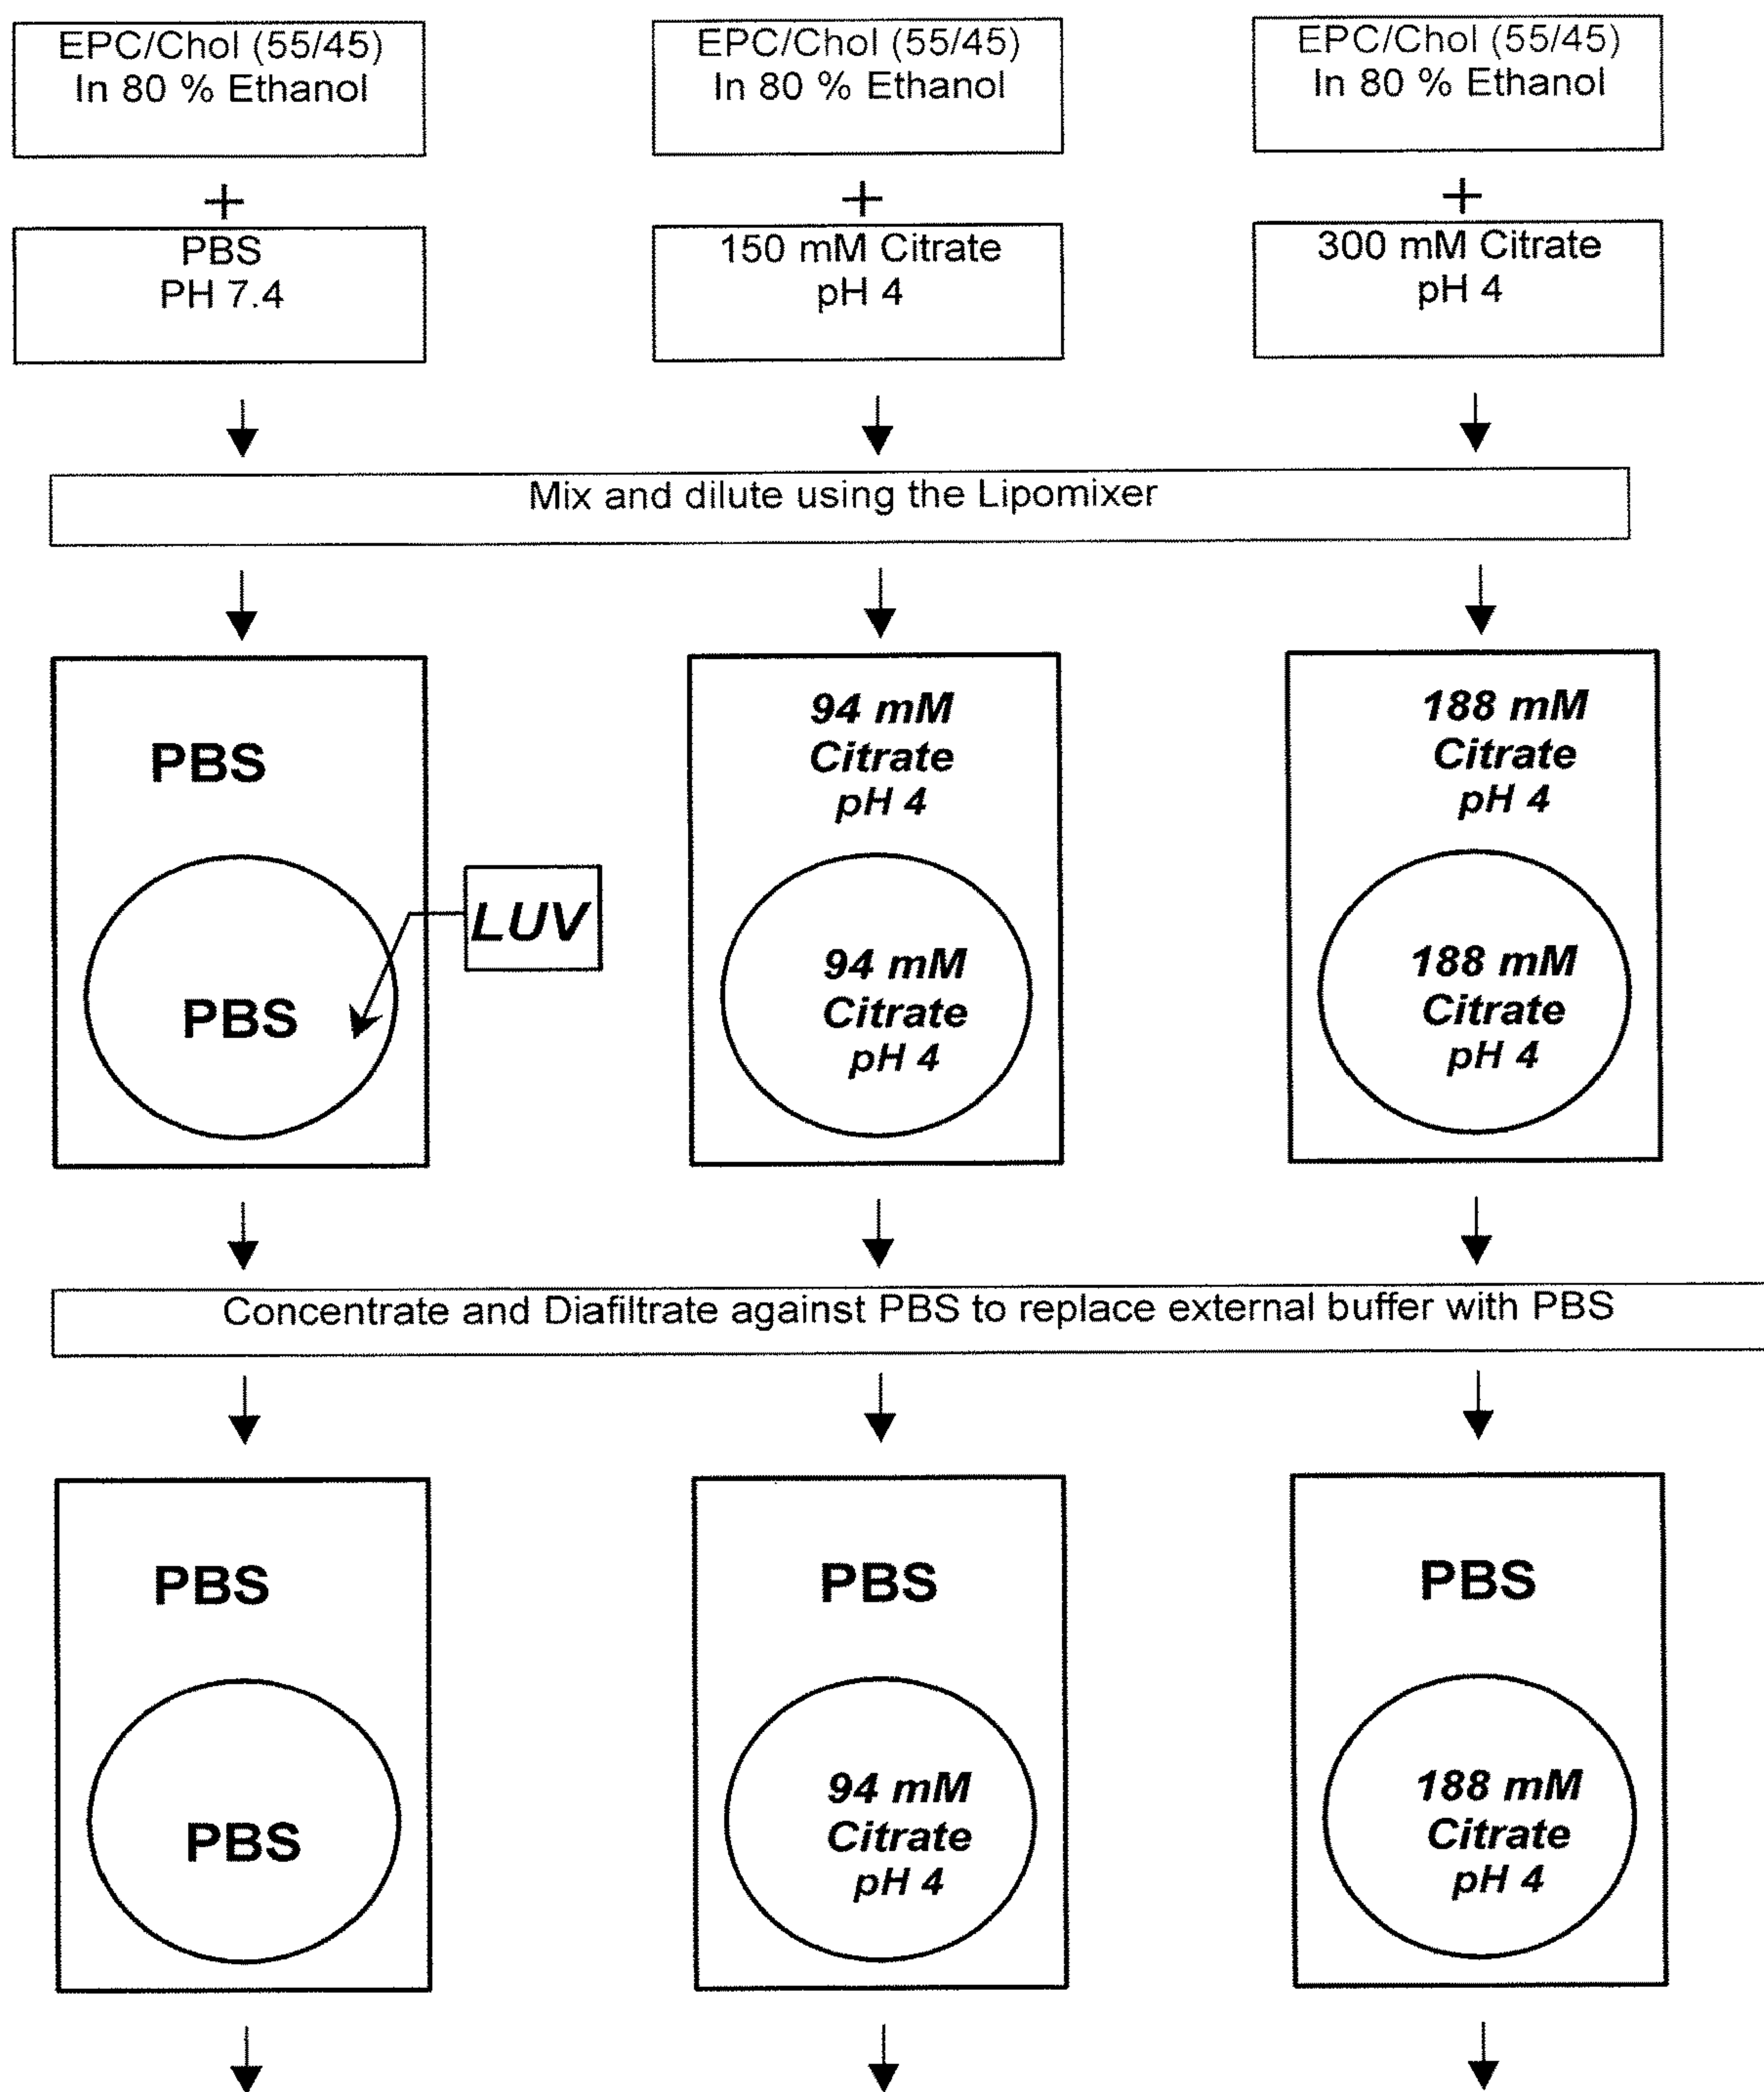 EPC/Chol (55/45)
In 80 % Ethanol
EPC/Chol (55/45)
In 80 % Ethanol
EPC/Chol (55/45)
In 80 % Ethanol
+
+
+
PBS
PH 7.4
150 mM Citrate
pH 4
300 mM Citrate
pH 4
Mix and dilute using the Lipomixer
PBS
94 mM
Citrate
pH 4
188 mM
Citrate
pH 4
LUV
PBS
94 mM
Citrate
pH 4
188 mM
Citrate
pH 4
Concentrate and Diafiltrate against PBS to replace external buffer with PBS
PBS
PBS
PBS
PBS
94 mM
Citrate
pH 4
188 mM
Citrate
pH 4